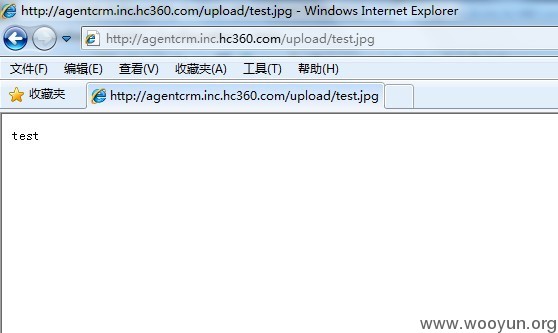 http://agentcrm.inc.hc360.com/upload/test.jpg - Windows Internet Explorer
http://agentcrm.inc.hc360.com/upload/test.jpg
文件(F) 编辑(E) 查看(V) 收藏夹(A) 工具(T) 帮助(H)
收藏夹 http://agentcrm.inc.hc360.com/upload/test.jpg
test
www.wooyun.org